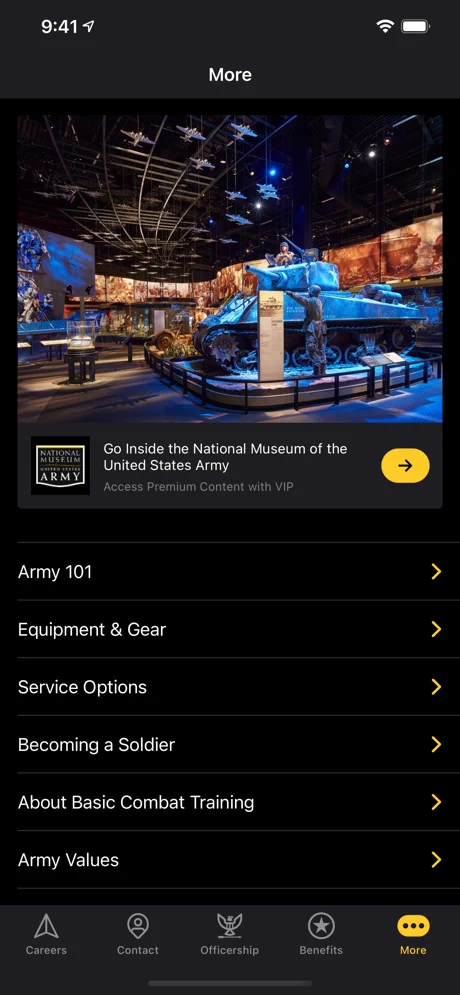 9:41
More
NATIONAL
MUSEUM
UNITED STATES
ARMY
Go Inside the National Museum of the
United States Army
Access Premium Content with VIP
Army 101
Equipment & Gear
Service Options
Becoming a Soldier
About Basic Combat Training
Army Values
Careers
Contact
Officership
Benefits
More